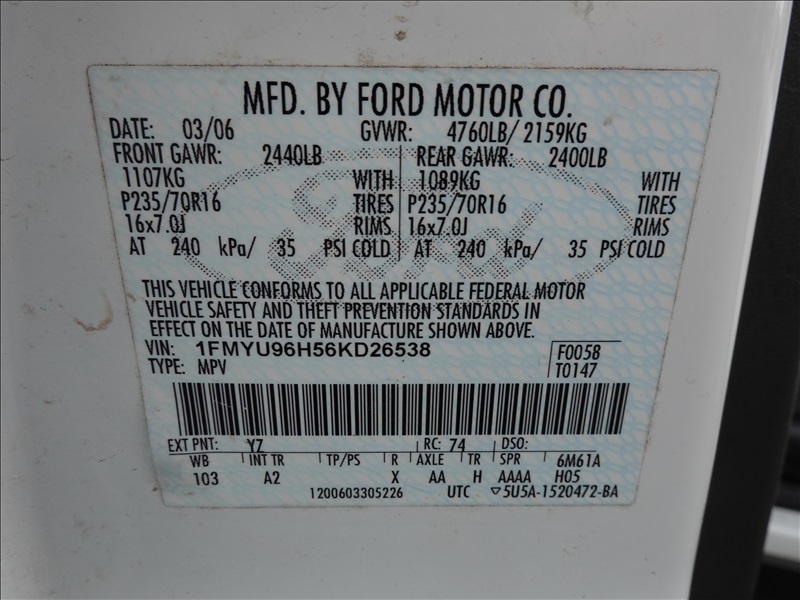 MFD. BY FORD MOTOR CO.
DATE: 03/06 GVWR: 4760LB/ 2159KG
FRONT GAWR: 2440LB REAR GAWR: 2400LB
1107KG WITH 1089KG WITH
P235/70R16 TIRES P235/70R16 TIRES
16x7.0J RIMS 16x7.0J RIMS
AT 240 kPa/ 35 PSI COLD AT 240 kPa/ 35 PSI COLD
Ford
THIS VEHICLE CONFORMS TO ALL APPLICABLE FEDERAL MOTOR
VEHICLE SAFETY AND THEFT PREVENTION STANDARDS IN
EFFECT ON THE DATE OF MANUFACTURE SHOWN ABOVE.
VIN: 1FMYU96H56KD26538 F0058
TYPE: MPV T0147
EXT PNT: YZ RC: 74 DSO:
WB INT TR TP/PS R AXLE TR SPR 6M61A
103 A2 X AA H AAAA H05
1200603305226 UTC ▽5U5A-1520472-BA